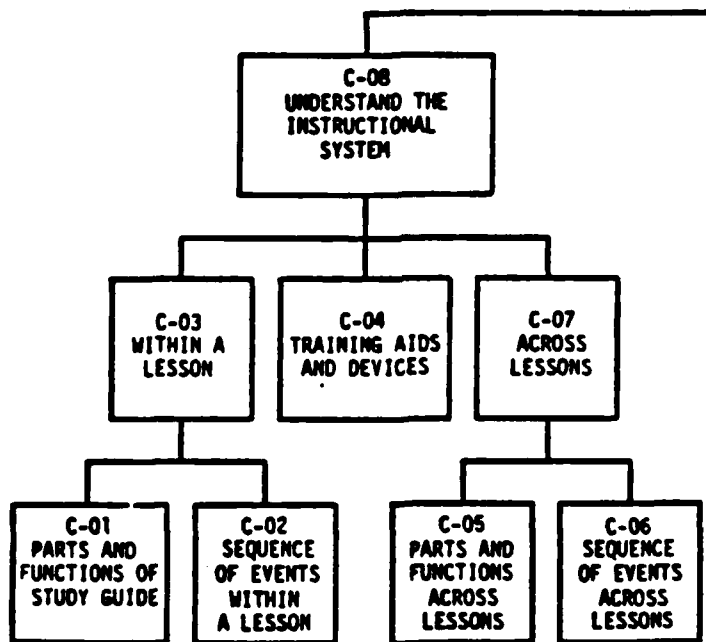 C-08
UNDERSTAND THE
INSTRUCTIONAL
SYSTEM
C-03
WITHIN A
LESSON
C-04
TRAINING AIDS
AND DEVICES
C-07
ACROSS
LESSONS
C-01
PARTS AND
FUNCTIONS OF
STUDY GUIDE
C-02
SEQUENCE
OF EVENTS
WITHIN
A LESSON
C-05
PARTS AND
FUNCTIONS
ACROSS
LESSONS
C-06
SEQUENCE
OF EVENTS
ACROSS
LESSONS